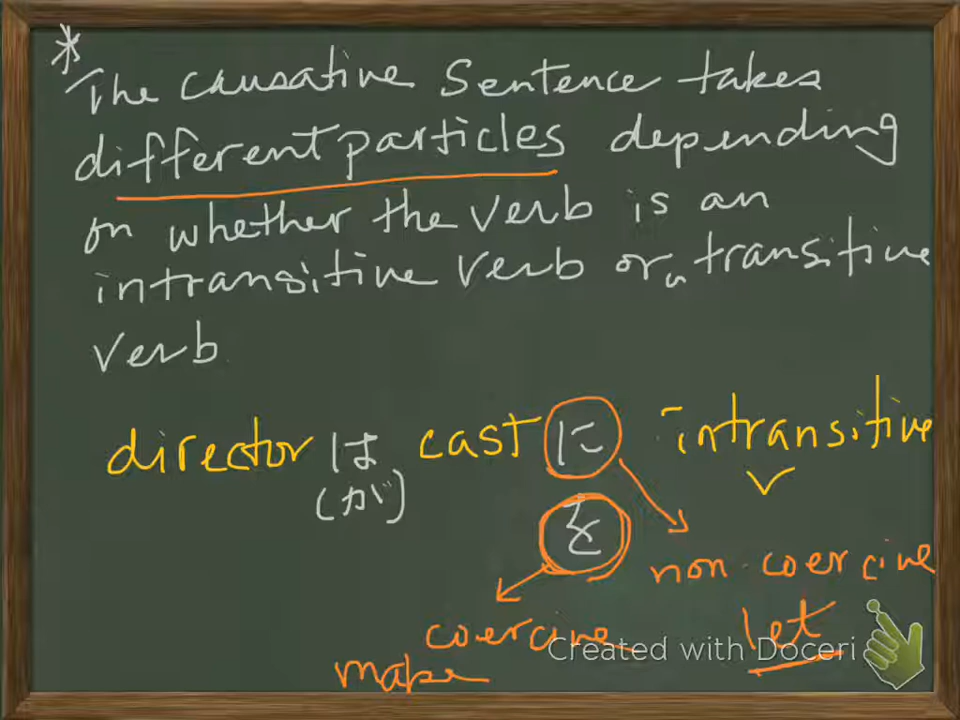 *
The causative Sentence takes
different particles depending
on whether the verb is an
intransitive verb or a transitive
verb
director は cast に intransitive
(が) を V
non-coercive
coercive let
make
Created with Doceri